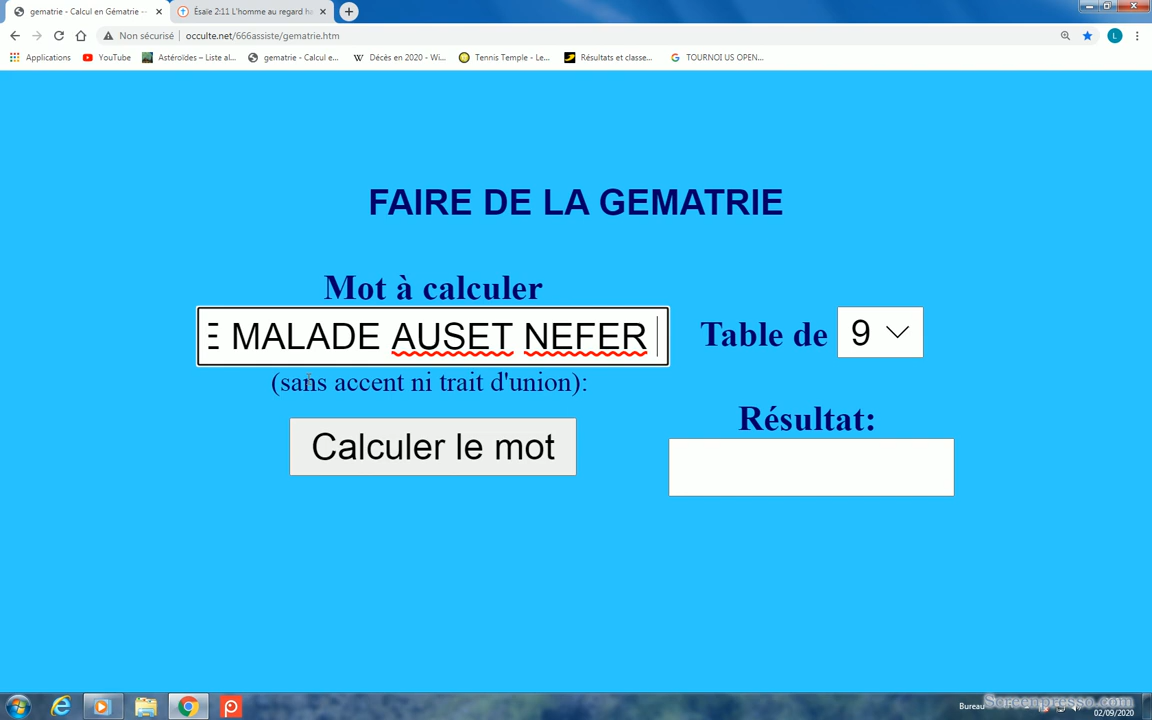 gematrie - Calcul en Gématrie -
Ésaïe 2:11 L'homme au regard ha
Non sécurisé | occulte.net/666assiste/gematrie.htm
L
Applications YouTube Astéroïdes – Liste al... gematrie - Calcul e... Décès en 2020 - Wi... Tennis Temple - Le... Résultats et classe... TOURNOI US OPEN...
FAIRE DE LA GEMATRIE
Mot à calculer
E MALADE AUSET NEFER
Table de 9
(sans accent ni trait d'union):
Résultat:
Calculer le mot
Bureau
Screenpresso.com
02/09/2020